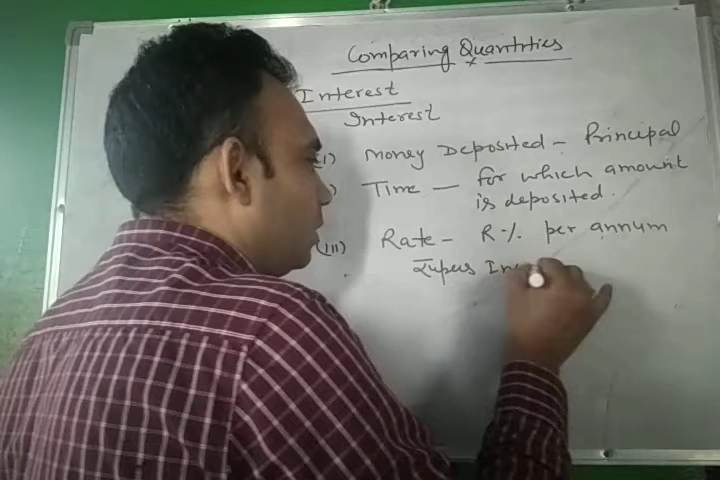 Comparing Quantities
Interest
Interest
(I) Money Deposited - Principal
) Time - for which amount
is deposited.
(III) Rate - R% per annum